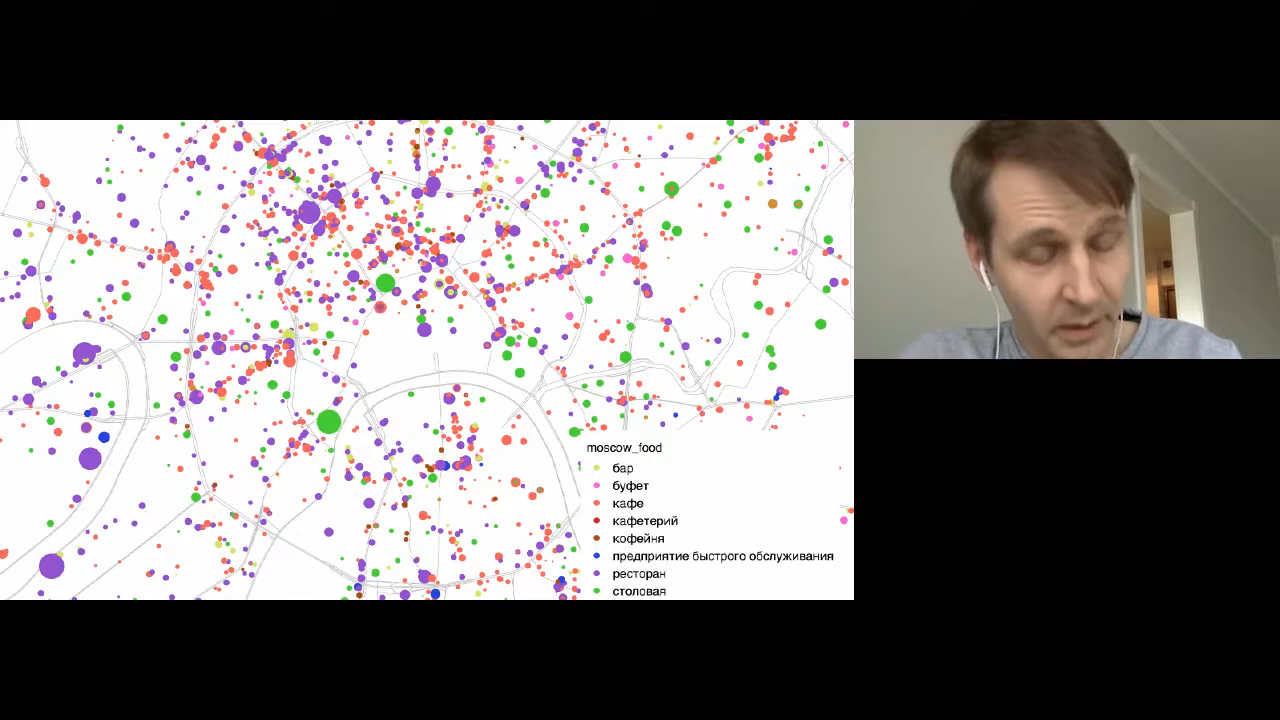 moscow_food
бар
буфет
кафе
кафетерий
кофейня
предприятие быстрого обслуживания
ресторан
столовая